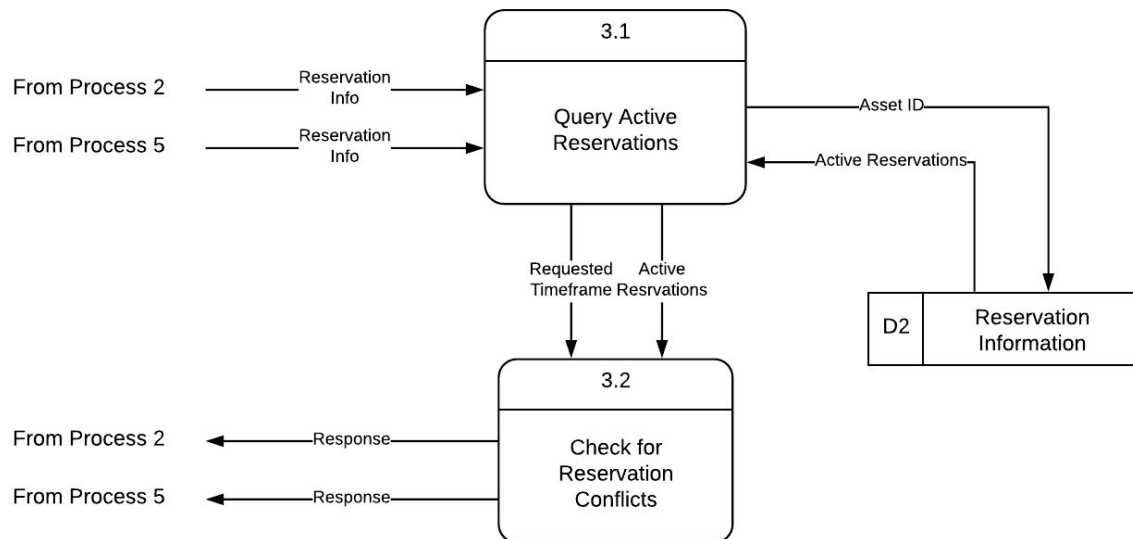 3.1
From Process 2
Reservation
Info
From Process 5
Reservation
Info
Query Active
Reservations
Asset ID
Active Reservations
Requested
Timeframe
Active
Resrvations
D2
Reservation
Information
3.2
From Process 2
Response
From Process 5
Response
Check for
Reservation
Conflicts